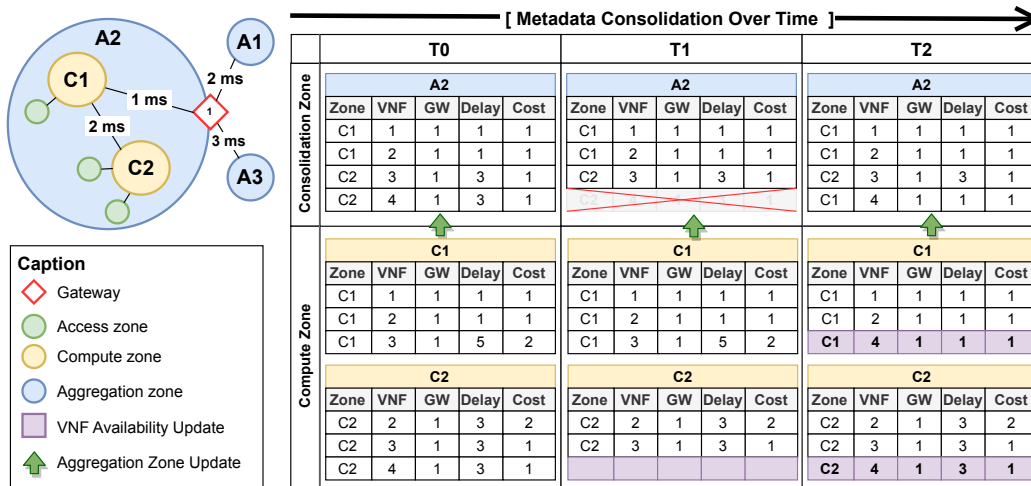 [ Metadata Consolidation Over Time ]
A2
A1
C1
2 ms
1 ms
1
2 ms
3 ms
C2
A3
Caption
Gateway
Access zone
Compute zone
Aggregation zone
VNF Availability Update
Aggregation Zone Update
T0 T1 T2
Consolidation Zone
A2
Zone VNF GW Delay Cost
C1 1 1 1 1
C1 2 1 1 1
C2 3 1 3 1
C2 4 1 3 1
A2
Zone VNF GW Delay Cost
C1 1 1 1 1
C1 2 1 1 1
C2 3 1 3 1
C2 1
A2
Zone VNF GW Delay Cost
C1 1 1 1 1
C1 2 1 1 1
C2 3 1 3 1
C1 4 1 1 1
Compute Zone
C1
Zone VNF GW Delay Cost
C1 1 1 1 1
C1 2 1 1 1
C1 3 1 5 2
C1
Zone VNF GW Delay Cost
C1 1 1 1 1
C1 2 1 1 1
C1 3 1 5 2
C1
Zone VNF GW Delay Cost
C1 1 1 1 1
C1 2 1 1 1
C1 4 1 1 1
C2
Zone VNF GW Delay Cost
C2 2 1 3 2
C2 3 1 3 1
C2 4 1 3 1
C2
Zone VNF GW Delay Cost
C2 2 1 3 2
C2 3 1 3 1
C2
Zone VNF GW Delay Cost
C2 2 1 3 2
C2 3 1 3 1
C2 4 1 3 1